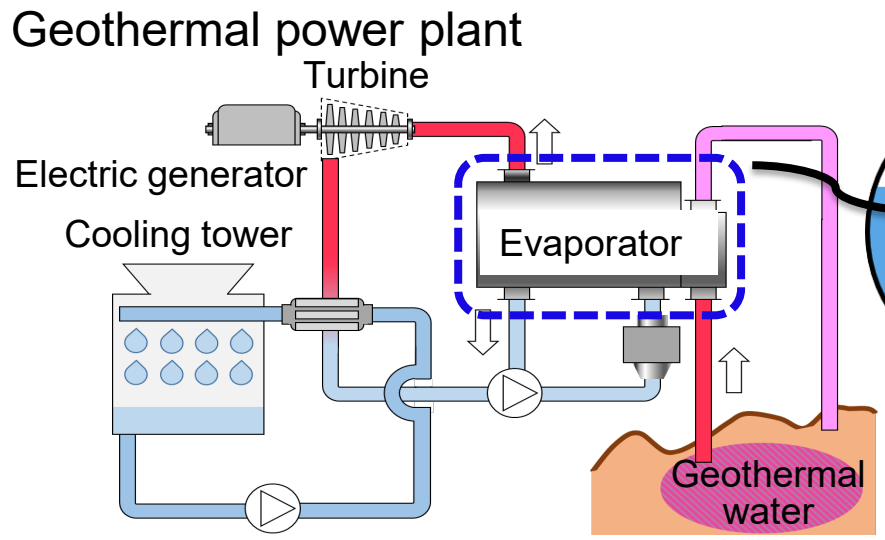 Geothermal power plant
Turbine
Electric generator
Cooling tower
Evaporator
Geothermal
water